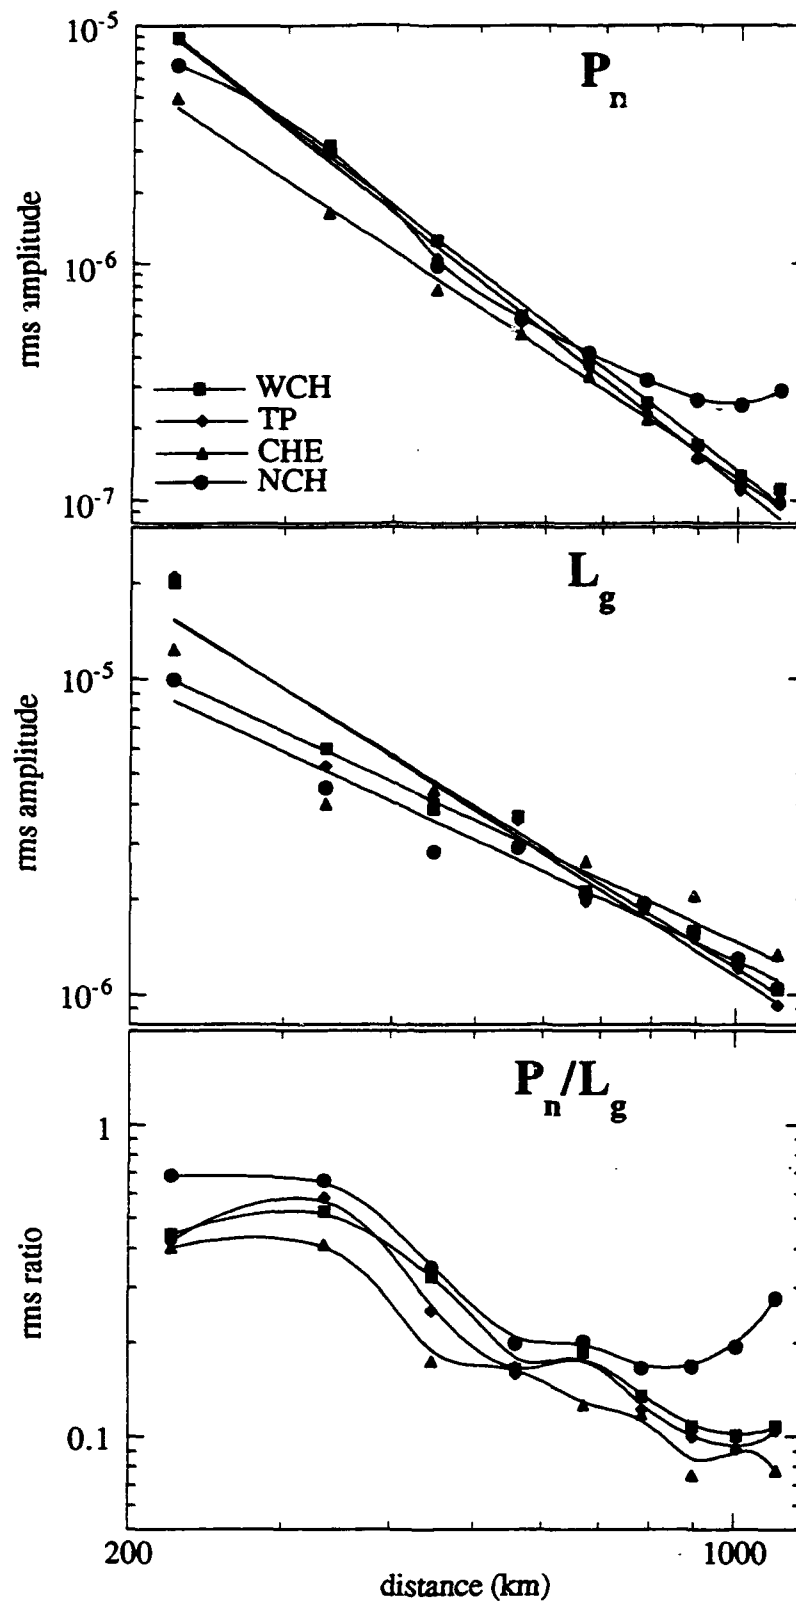 10-5
Pn
rms amplitude
10-6
WCH
TP
CHE
NCH
10-7
Lg
rms amplitude
10-5
10-6
Pn/Lg
rms ratio
1
0.1
200
1000
distance (km)